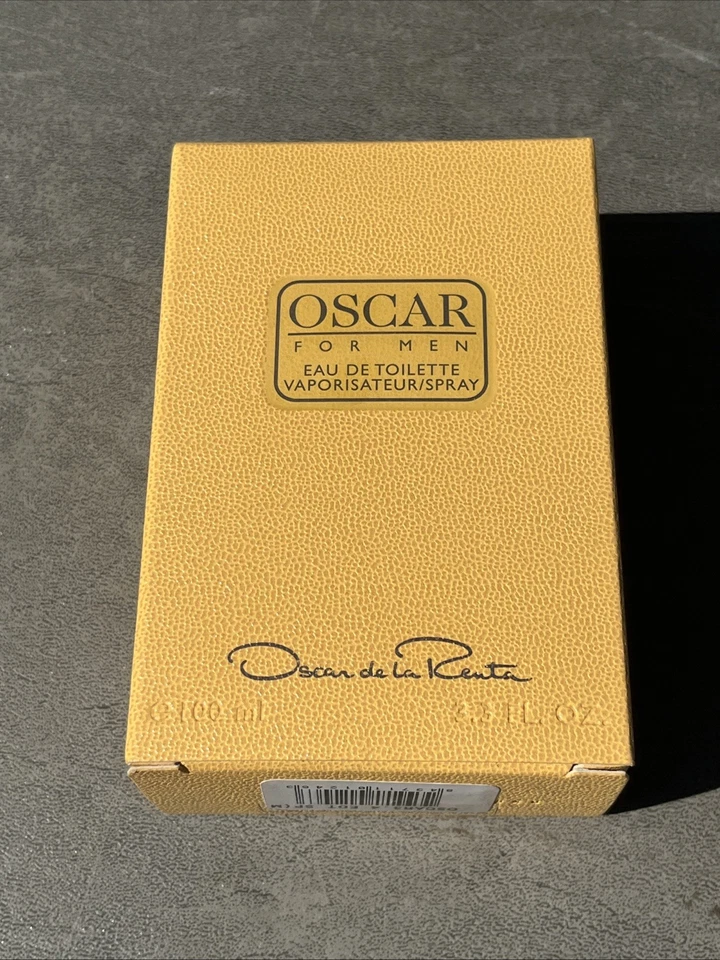 OSCAR
FOR MEN
EAU DE TOILETTE
VAPORISATEUR/SPRAY
Oscar de la Renta
℮100 ml 3.3 FL. OZ.